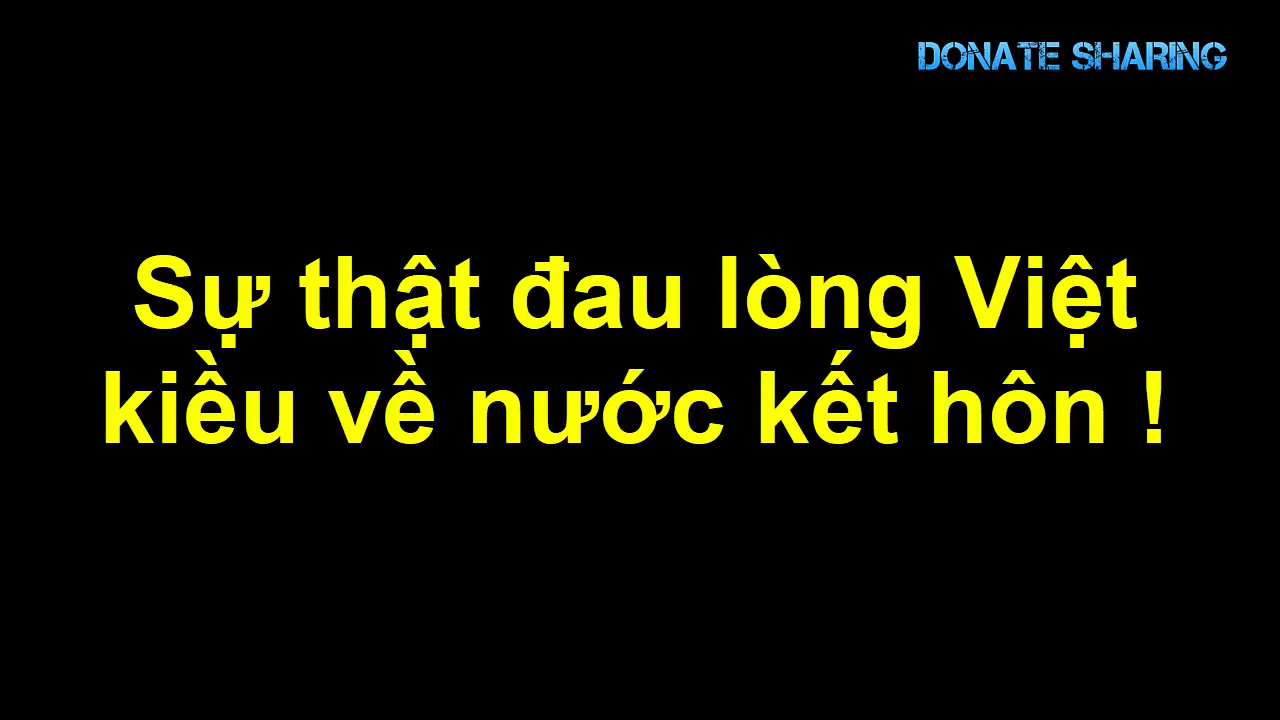 DONATE SHARING
Sự thật đau lòng Việt
kiều về nước kết hôn !